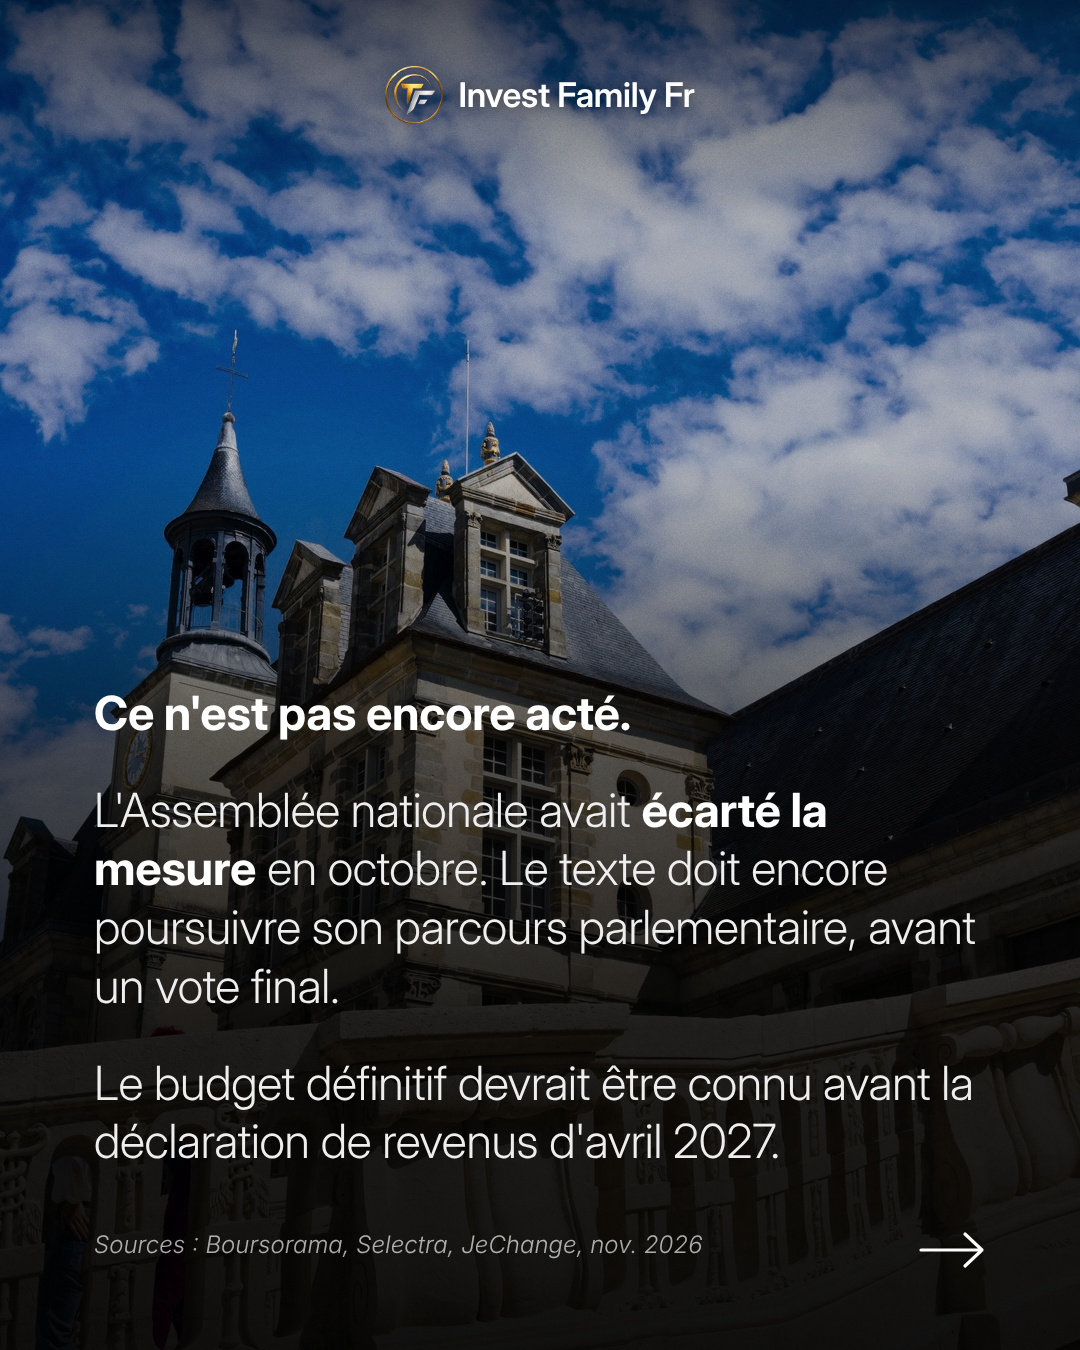 Invest Family Fr
Ce n'est pas encore acté.
L'Assemblée nationale avait écarté la
mesure en octobre. Le texte doit encore
poursuivre son parcours parlementaire, avant
un vote final.
Le budget définitif devrait être connu avant la
déclaration de revenus d'avril 2027.
Sources : Boursorama, Selectra, JeChange, nov. 2026